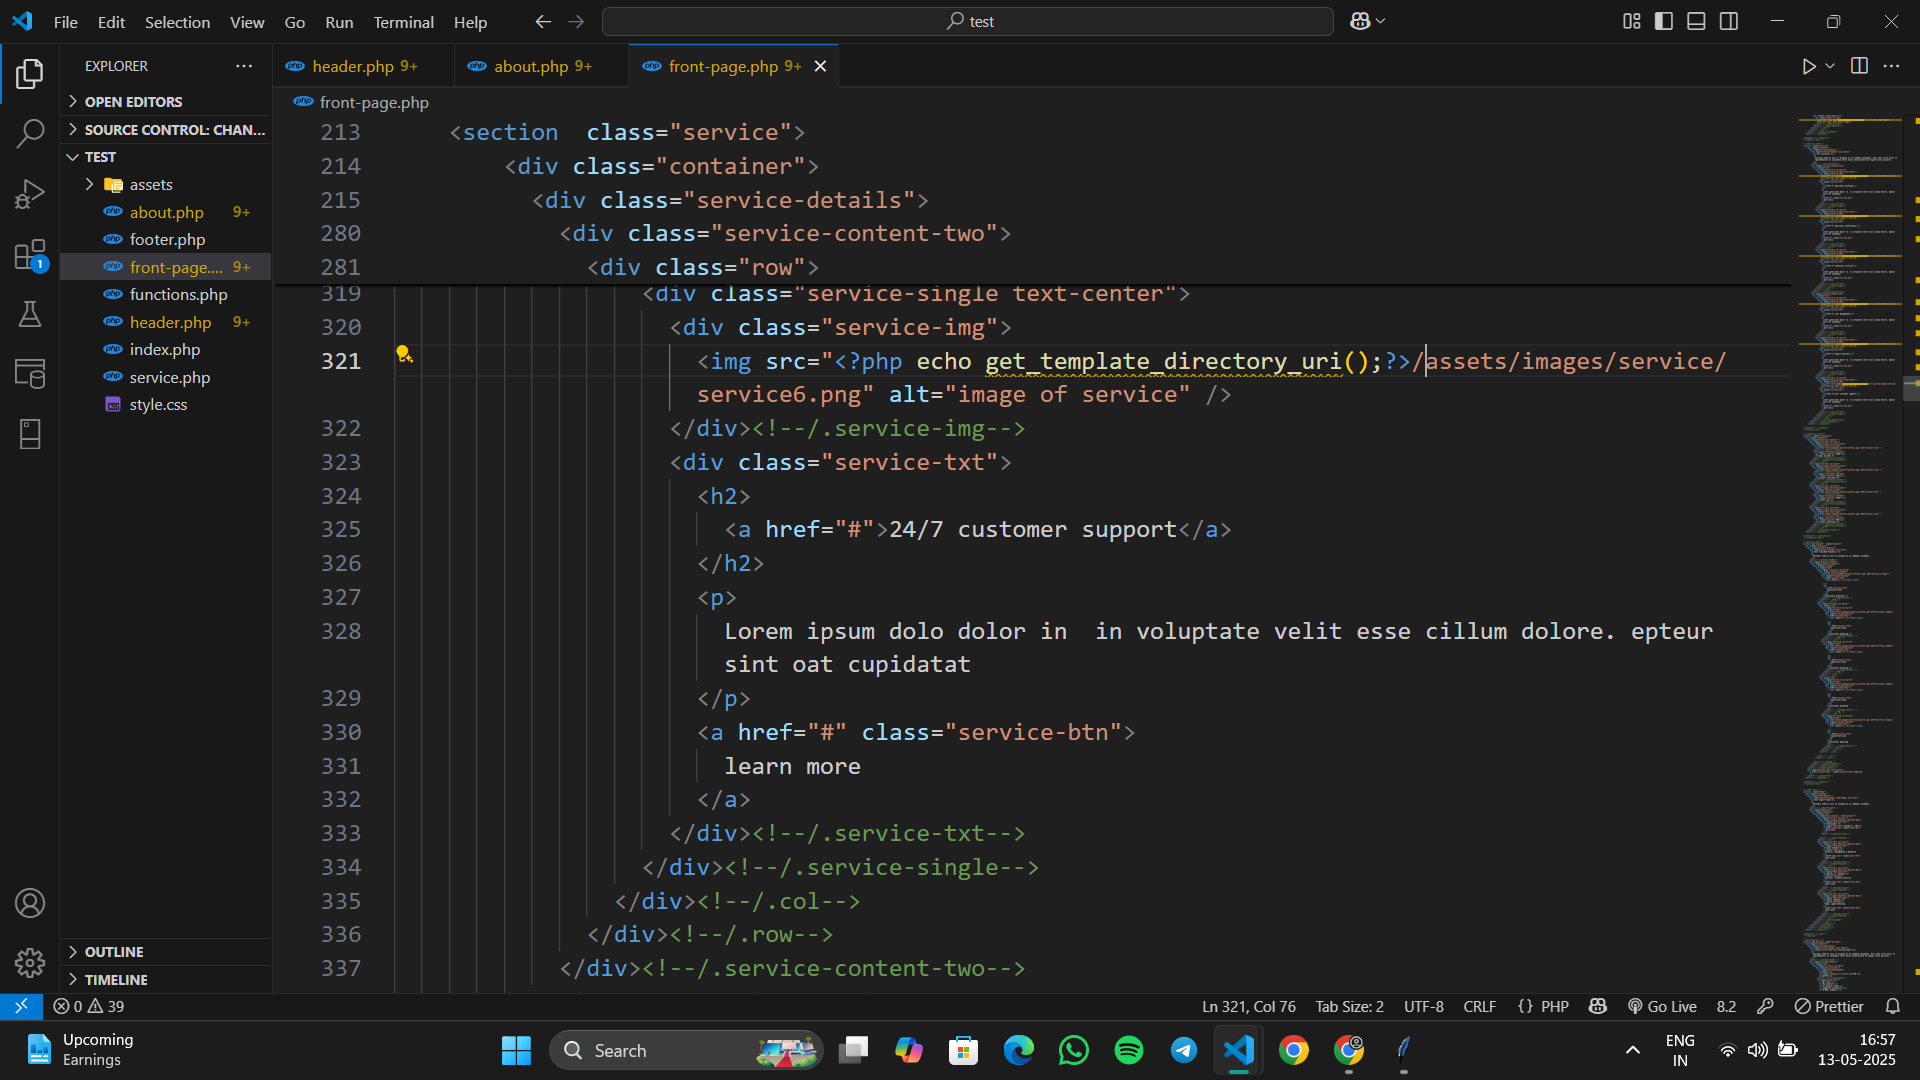 File Edit Selection View Go Run Terminal Help
test
EXPLORER
OPEN EDITORS
SOURCE CONTROL: CHAN...
TEST
assets
about.php 9+
footer.php
front-page.... 9+
functions.php
header.php 9+
index.php
service.php
style.css
OUTLINE
TIMELINE
header.php 9+ about.php 9+ front-page.php 9+
front-page.php
213 <section  class="service">
214 <div class="container">
215 <div class="service-details">
280 <div class="service-content-two">
281 <div class="row">
319 <div class="service-single text-center">
320 <div class="service-img">
321 <img src="<?php echo get_template_directory_uri();?>/assets/images/service/
service6.png" alt="image of service" />
322 </div><!--/.service-img-->
323 <div class="service-txt">
324 <h2>
325 <a href="#">24/7 customer support</a>
326 </h2>
327 <p>
328 Lorem ipsum dolo dolor in  in voluptate velit esse cillum dolore. epteur
sint oat cupidatat
329 </p>
330 <a href="#" class="service-btn">
331 learn more
332 </a>
333 </div><!--/.service-txt-->
334 </div><!--/.service-single-->
335 </div><!--/.col-->
336 </div><!--/.row-->
337 </div><!--/.service-content-two-->
1
0 39 Ln 321, Col 76 Tab Size: 2 UTF-8 CRLF {} PHP Go Live 8.2 Prettier
Upcoming
Earnings
Search
ENG
IN
16:57
13-05-2025